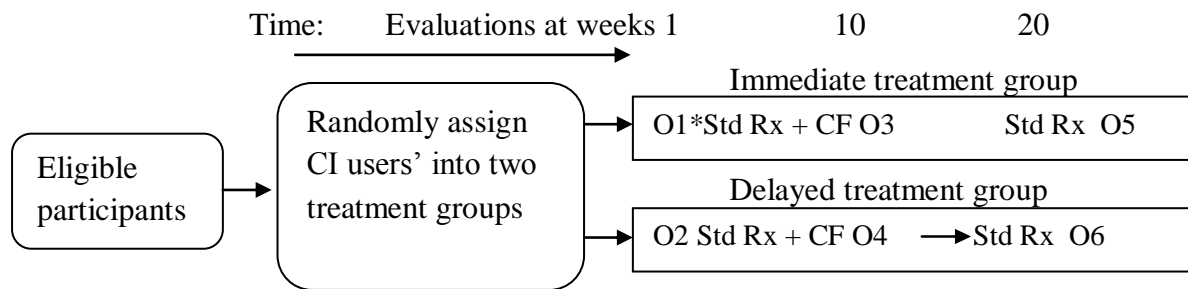 Time: Evaluations at weeks 1 10 20
Immediate treatment group
O1*Std Rx + CF O3 Std Rx O5
Eligible
participants
Randomly assign
CI users’ into two
treatment groups
Delayed treatment group
O2 Std Rx + CF O4 Std Rx O6